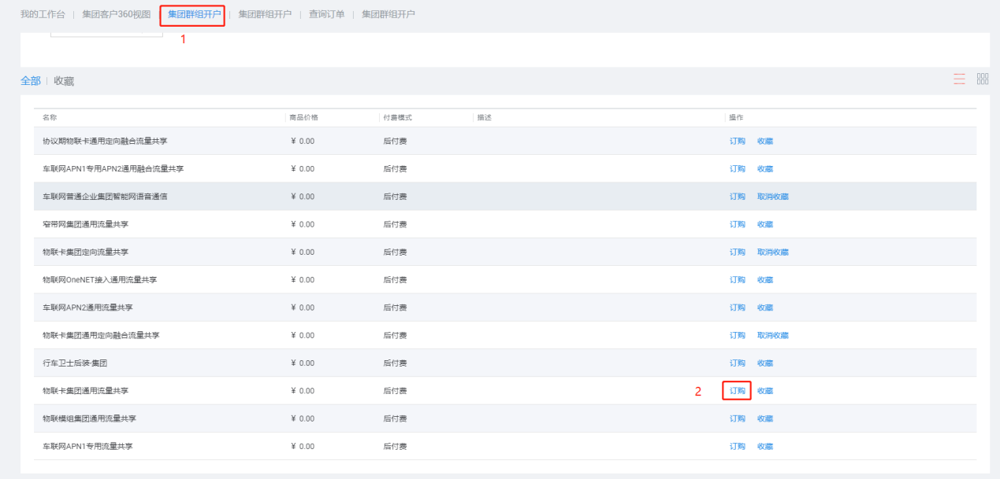 我的工作台 | 集团客户360视图 | 集团群组开户 | 集团群组开户 | 查询订单 | 集团群组开户
1
全部 | 收藏
名称 商品价格 付费模式 描述 操作
协议期物联卡通用定向融合流量共享 ¥ 0.00 后付费 订购 收藏
车联网APN1专用APN2通用融合流量共享 ¥ 0.00 后付费 订购 收藏
车联网普通企业集团智能网语音通信 ¥ 0.00 后付费 订购 取消收藏
窄带网集团通用流量共享 ¥ 0.00 后付费 订购 收藏
物联卡集团定向流量共享 ¥ 0.00 后付费 订购 取消收藏
物联网OneNET接入通用流量共享 ¥ 0.00 后付费 订购 收藏
车联网APN2通用流量共享 ¥ 0.00 后付费 订购 收藏
物联卡集团通用定向融合流量共享 ¥ 0.00 后付费 订购 取消收藏
行车卫士后装-集团 ¥ 0.00 后付费 订购 收藏
物联卡集团通用流量共享 ¥ 0.00 后付费 2 订购 收藏
物联模组集团通用流量共享 ¥ 0.00 后付费 订购 收藏
车联网APN1专用流量共享 ¥ 0.00 后付费 订购 收藏